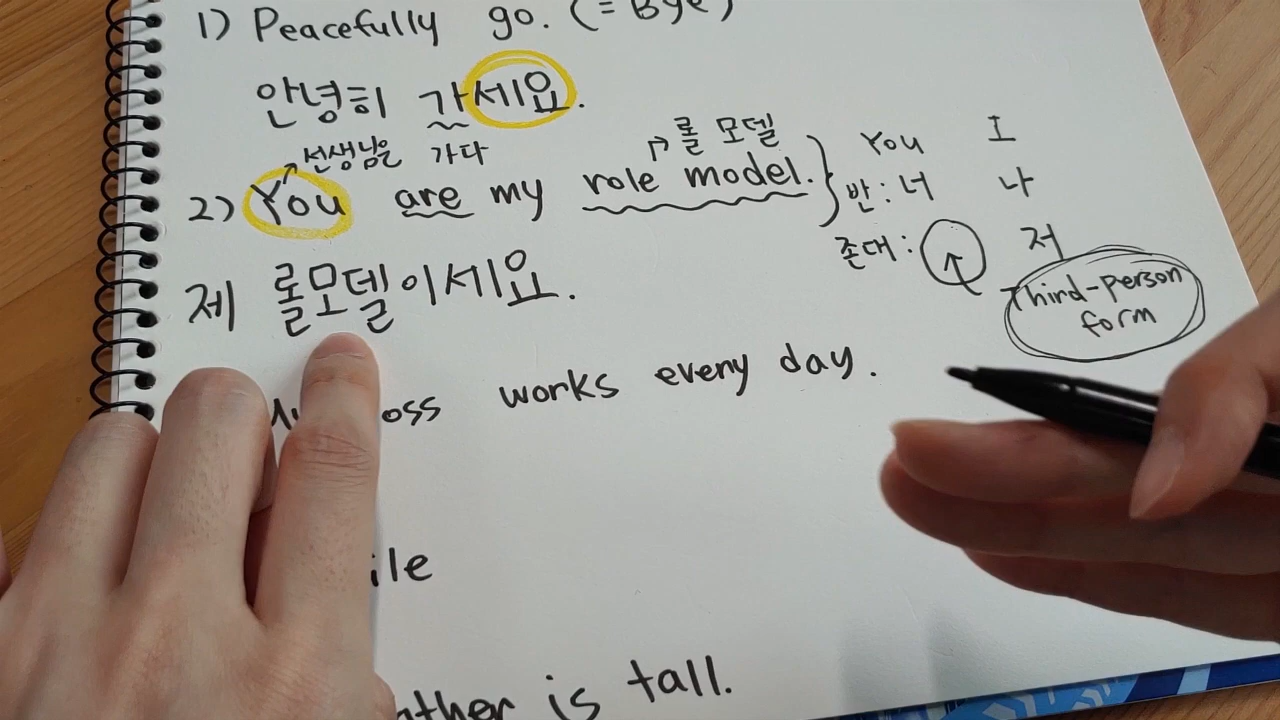 1) Peacefully go. (= Bye)
안녕히 가세요.
선생님은 가다
롤 모델
2) You are my role model.
제 롤모델이세요.
You I
반: 너 나
존대: 저
Third-person
form
works every day.
is tall.